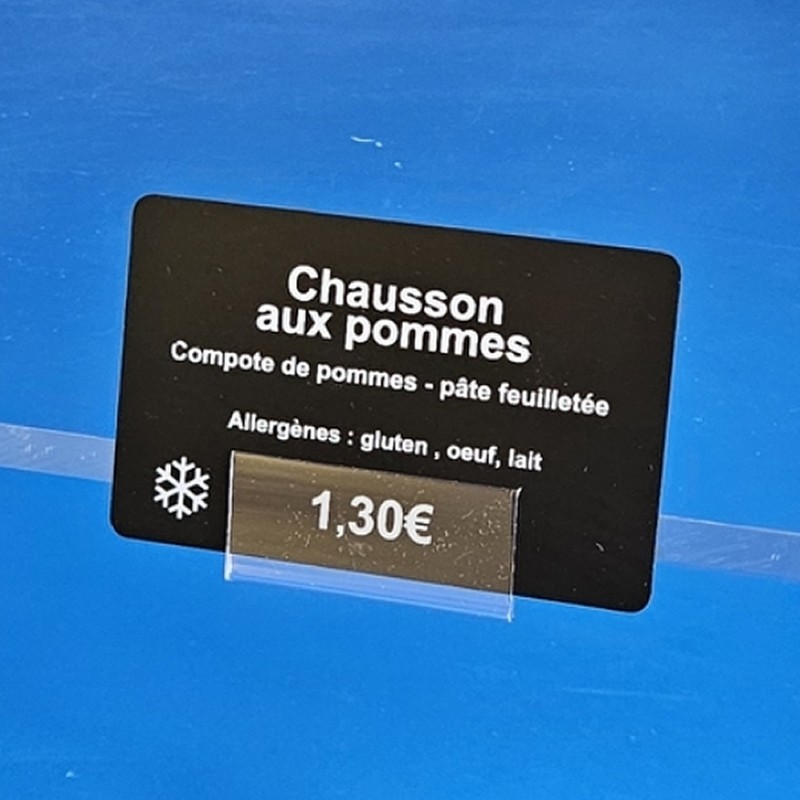 Chausson
aux pommes
Compote de pommes - pâte feuilletée
Allergènes : gluten , oeuf, lait
1,30€